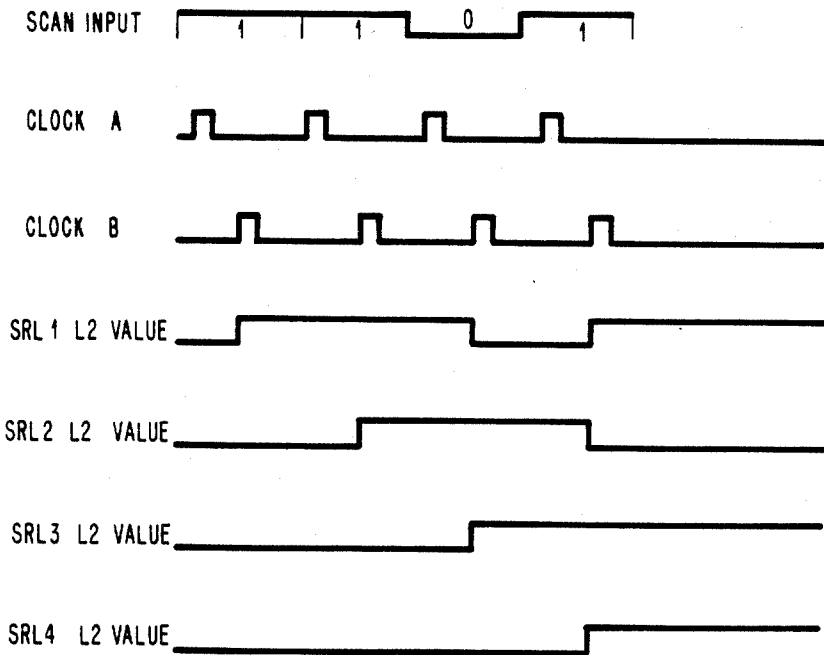 SCAN INPUT 1 1 0 1
CLOCK A
CLOCK B
SRL 1 L2 VALUE
SRL2 L2 VALUE
SRL3 L2 VALUE
SRL4 L2 VALUE